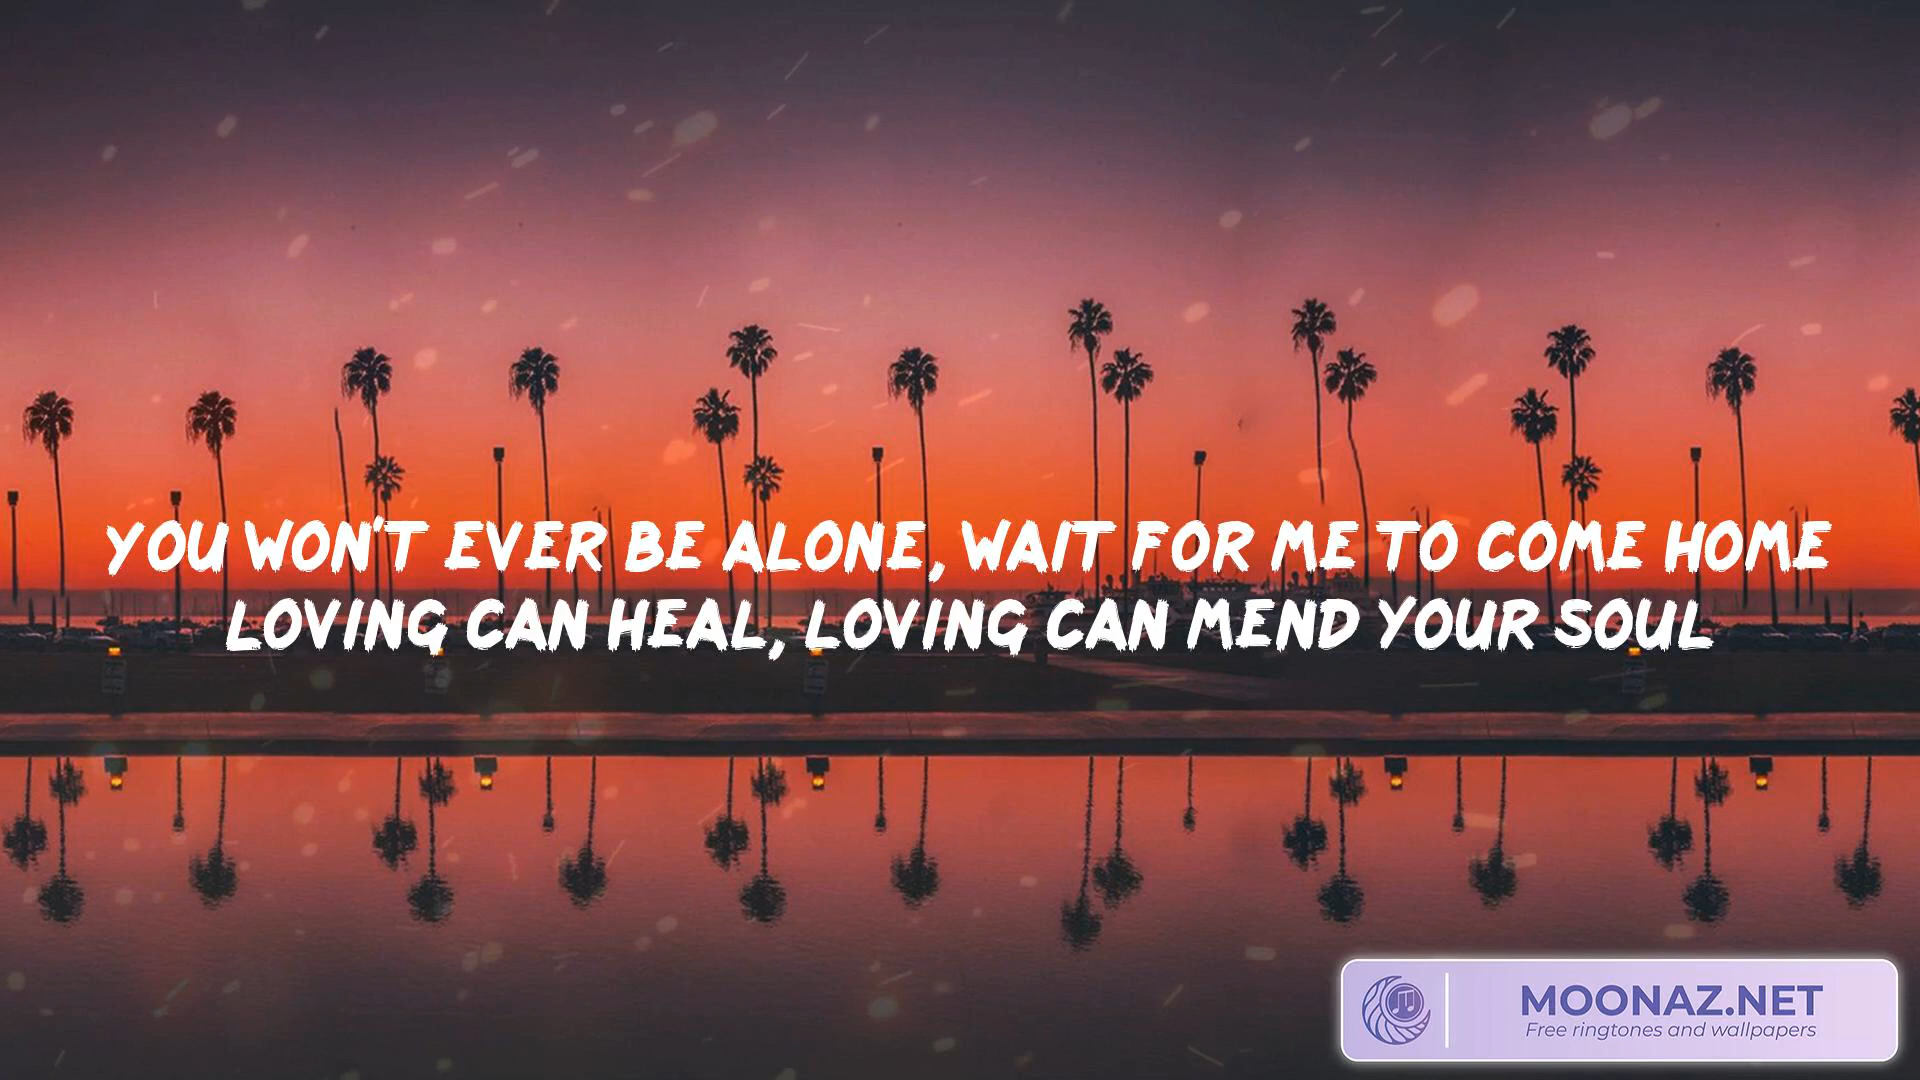 YOU WON'T EVER BE ALONE, WAIT FOR ME TO COME HOME
LOVING CAN HEAL, LOVING CAN MEND YOUR SOUL
MOONAZ.NET
Free ringtones and wallpapers